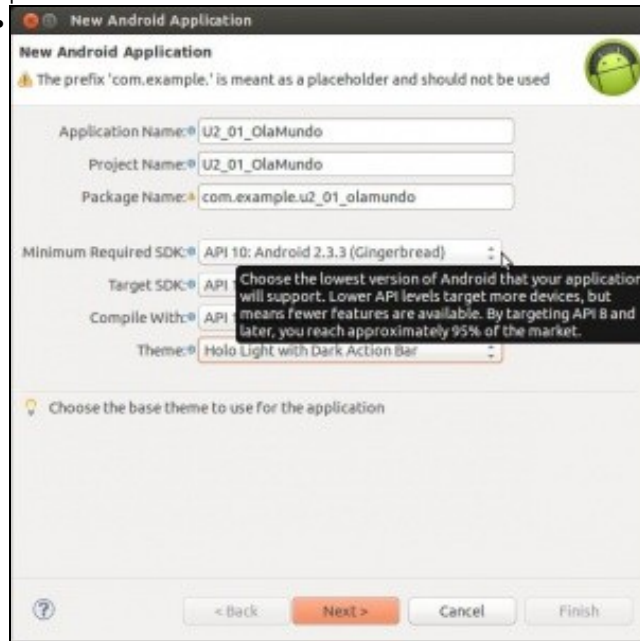 New Android Application
New Android Application
The prefix 'com.example.' is meant as a placeholder and should not be used
Application Name: U2_01_OlaMundo
Project Name: U2_01_OlaMundo
Package Name: com.example.u2_01_olamundo
Minimum Required SDK: API 10: Android 2.3.3 (Gingerbread)
Target SDK: API
Compile With: API
Choose the lowest version of Android that your application
will support. Lower API levels target more devices, but
means fewer features are available. By targeting API 8 and
later, you reach approximately 95% of the market.
Theme: Holo Light with Dark Action Bar
Choose the base theme to use for the application
? < Back Next > Cancel Finish